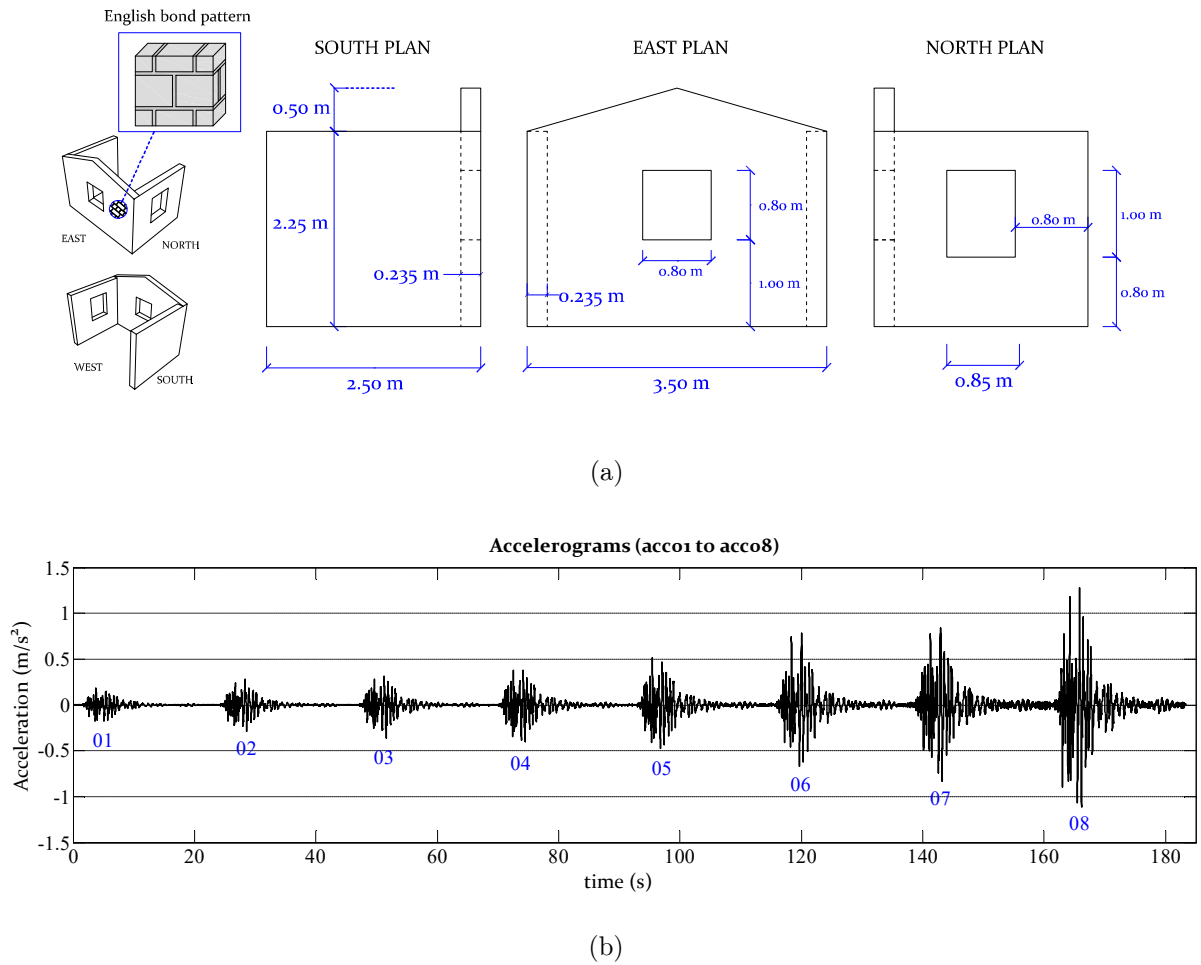 English bond pattern
SOUTH PLAN
EAST PLAN
NORTH PLAN
0.50 m
2.25 m
0.235 m
2.50 m
EAST
NORTH
WEST
SOUTH
0.80 m
0.80 m
1.00 m
0.235 m
3.50 m
0.80 m
1.00 m
0.80 m
0.85 m
(a)
Accelerograms (acc01 to acc08)
Acceleration (m/s²)
1.5
1
0.5
0
-0.5
-1
-1.5
01
02
03
04
05
06
07
08
0 20 40 60 80 100 120 140 160 180
time (s)
(b)